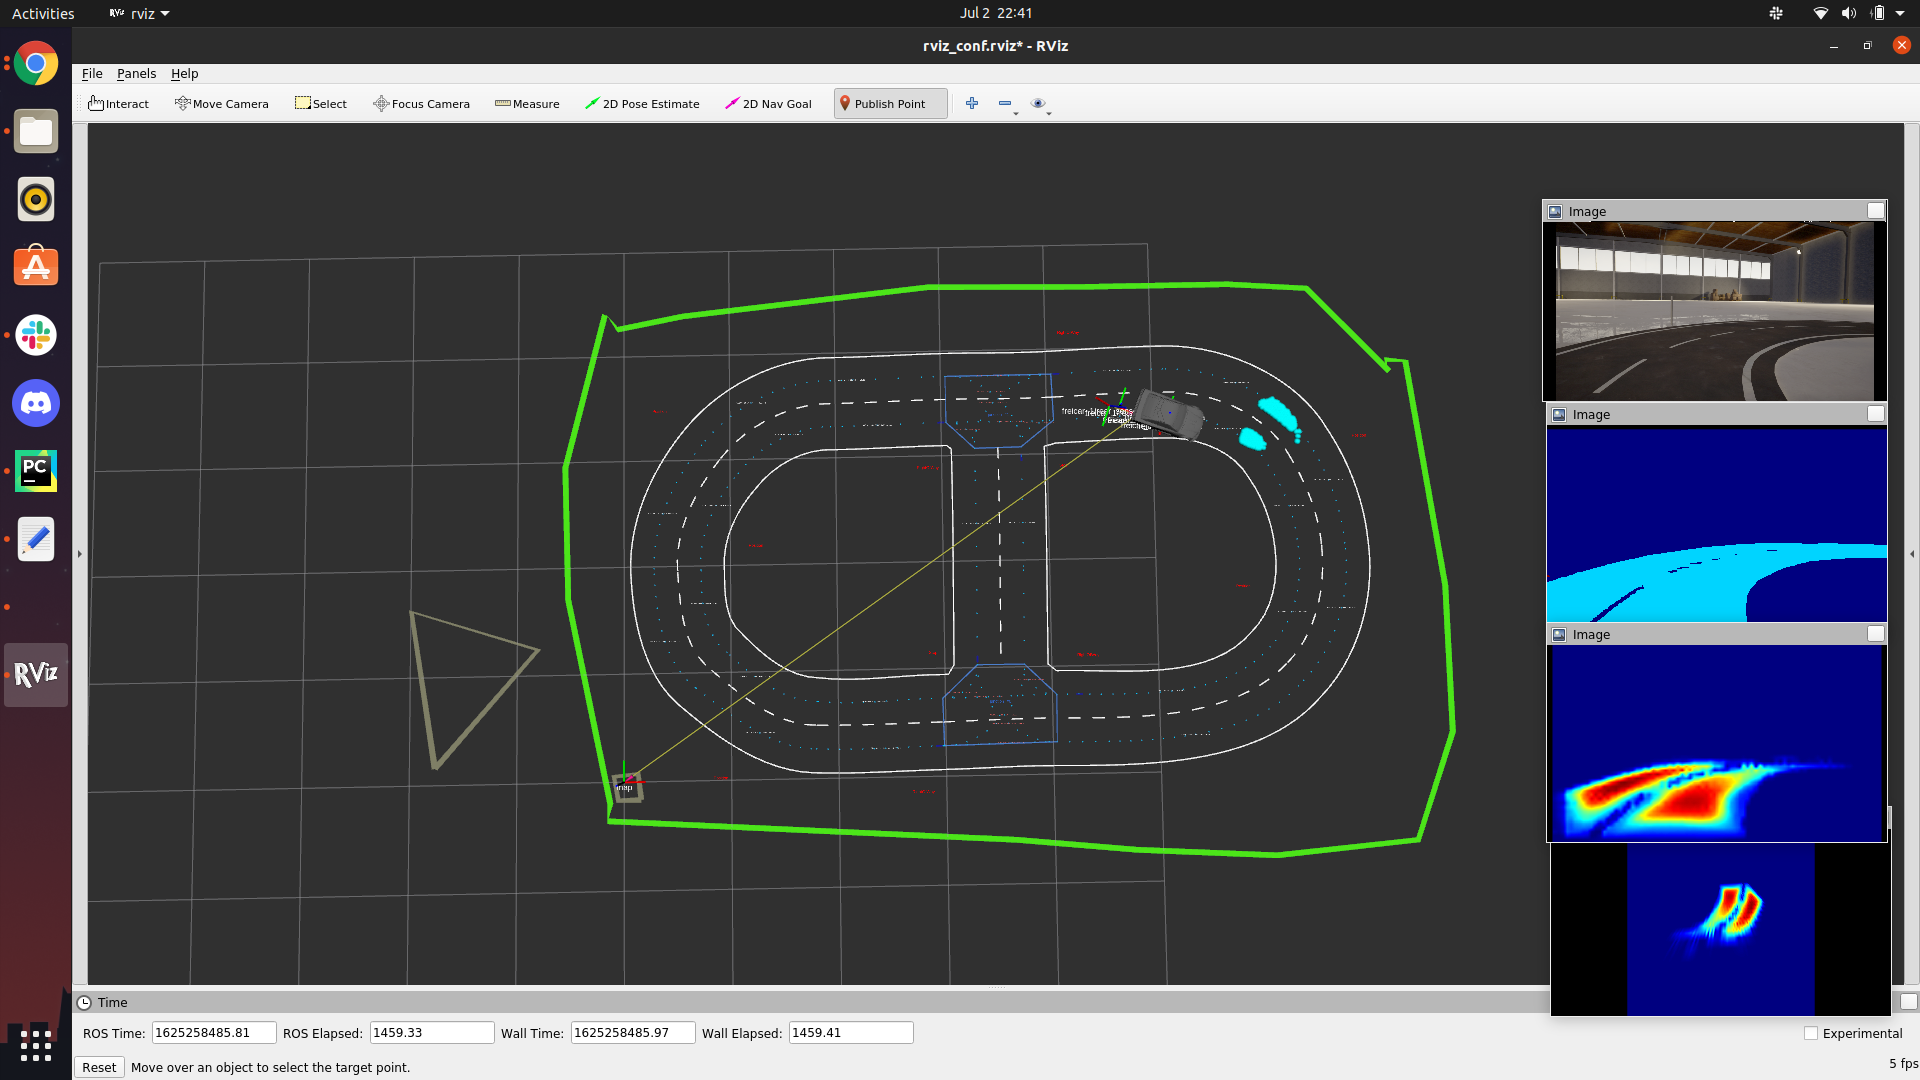 Activities
rviz
Jul 2 22:41
rviz_conf.rviz* - RViz
File Panels Help
Interact Move Camera Select Focus Camera Measure 2D Pose Estimate 2D Nav Goal Publish Point
Image
Image
Image
map
PC
RViz
Time
ROS Time: 1625258485.81 ROS Elapsed: 1459.33 Wall Time: 1625258485.97 Wall Elapsed: 1459.41 Experimental
Reset Move over an object to select the target point. 5 fps